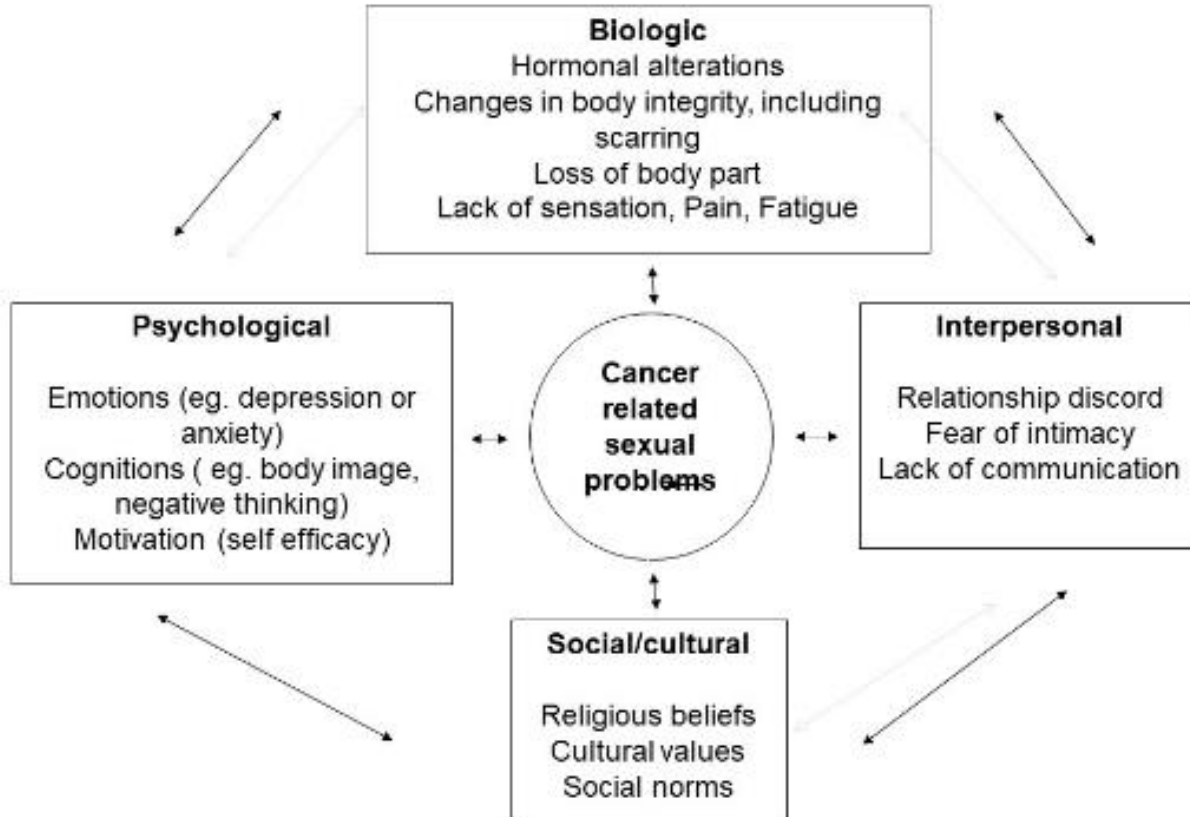 Biologic
Hormonal alterations
Changes in body integrity, including
scarring
Loss of body part
Lack of sensation, Pain, Fatigue
Psychological
Emotions (eg. depression or
anxiety)
Cognitions ( eg. body image,
negative thinking)
Motivation (self efficacy)
Cancer
related
sexual
problems
Interpersonal
Relationship discord
Fear of intimacy
Lack of communication
Social/cultural
Religious beliefs
Cultural values
Social norms